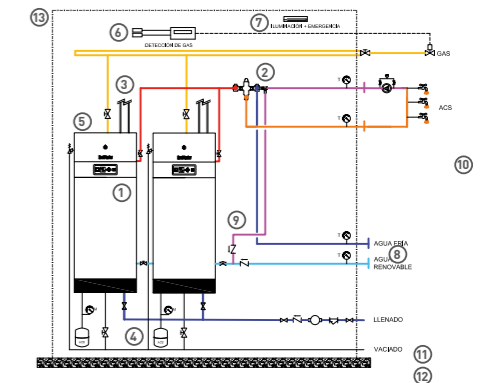 13
6
DETECCIÓN DE GAS
7
ILUMINACIÓN + EMERGENCIA
GAS
3
2
T
ACS
5
T
10
1
9
T
AGUA FRÍA
8
T
AGUA
RENOVABLE
4
LLENADO
VACIADO
11
12